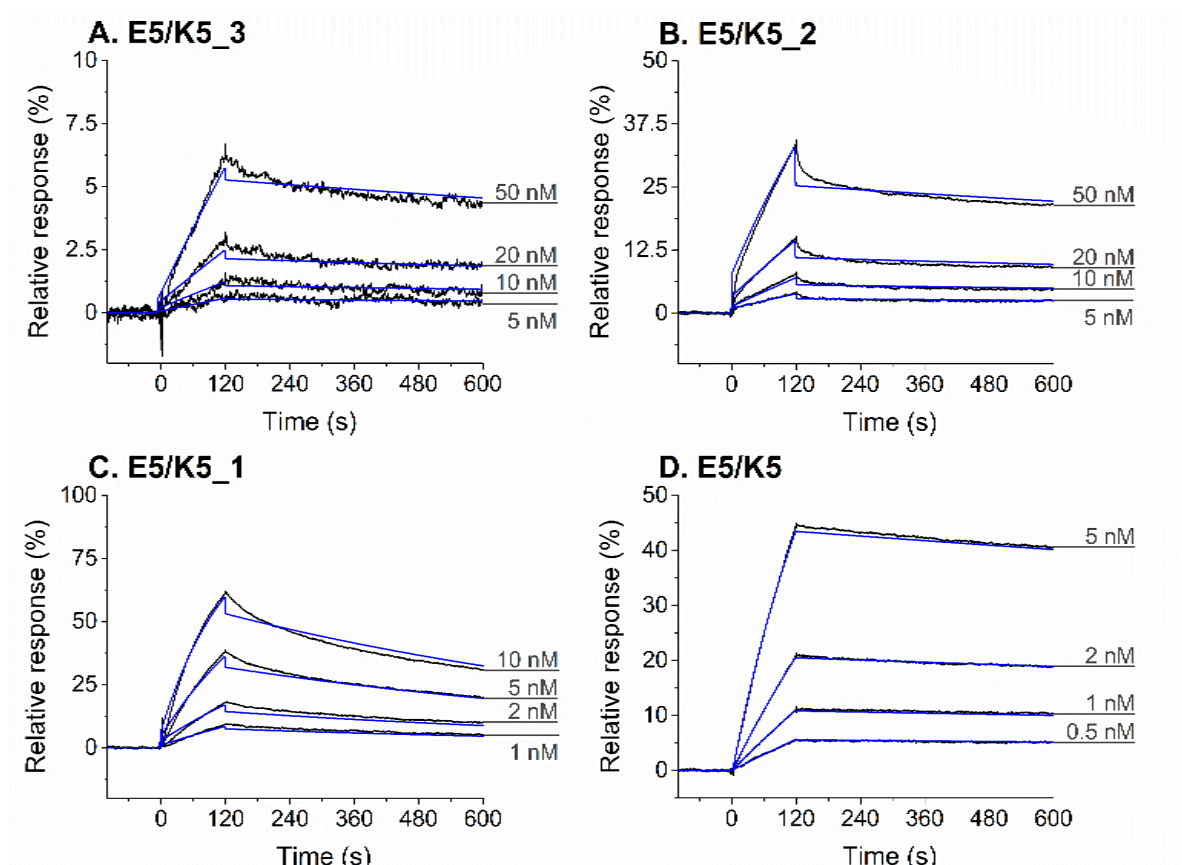 A. E5/K5_3
10
7.5
5
2.5
0
Relative response (%)
50 nM
20 nM
10 nM
5 nM
0 120 240 360 480 600
Time (s)
B. E5/K5_2
50
37.5
25
12.5
0
Relative response (%)
50 nM
20 nM
10 nM
5 nM
0 120 240 360 480 600
Time (s)
C. E5/K5_1
100
75
50
25
0
Relative response (%)
10 nM
5 nM
2 nM
1 nM
0 120 240 360 480 600
Time (s)
D. E5/K5
50
40
30
20
10
0
Relative response (%)
5 nM
2 nM
1 nM
0.5 nM
0 120 240 360 480 600
Time (s)